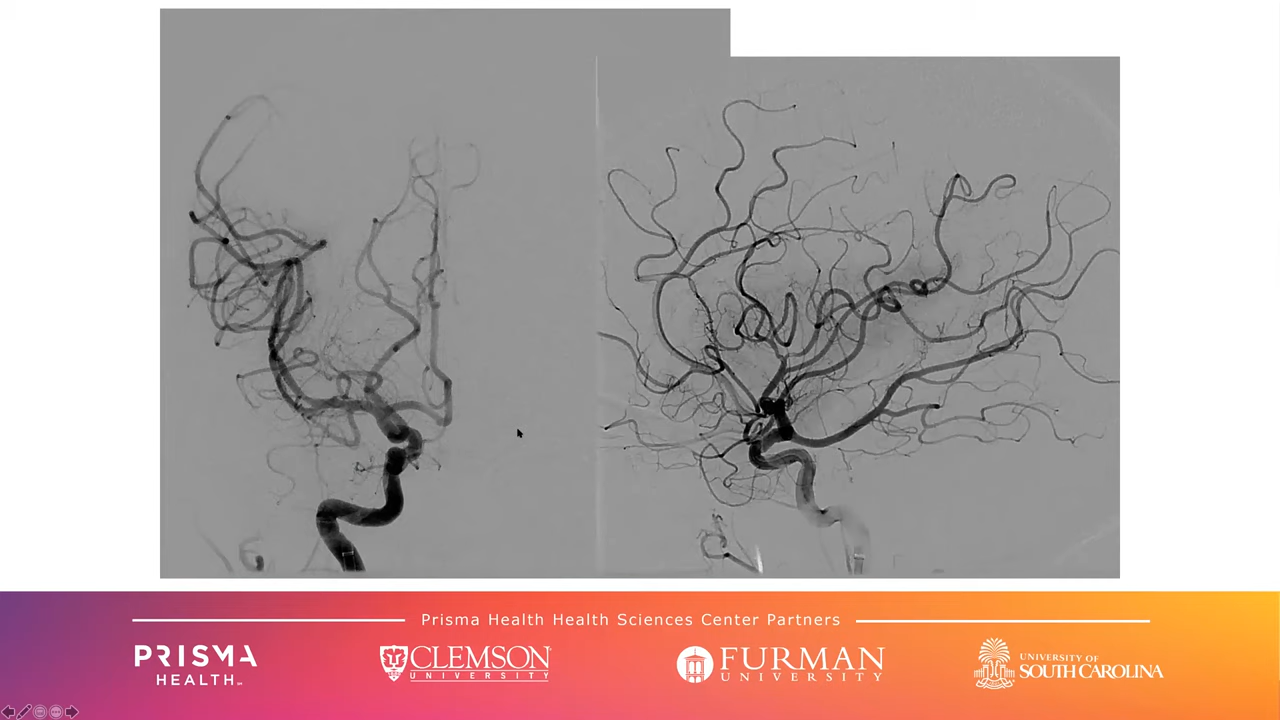 Prisma Health Health Sciences Center Partners
PRISMA
HEALTH
CLEMSON
UNIVERSITY
FURMAN
UNIVERSITY
UNIVERSITY OF
SOUTH CAROLINA